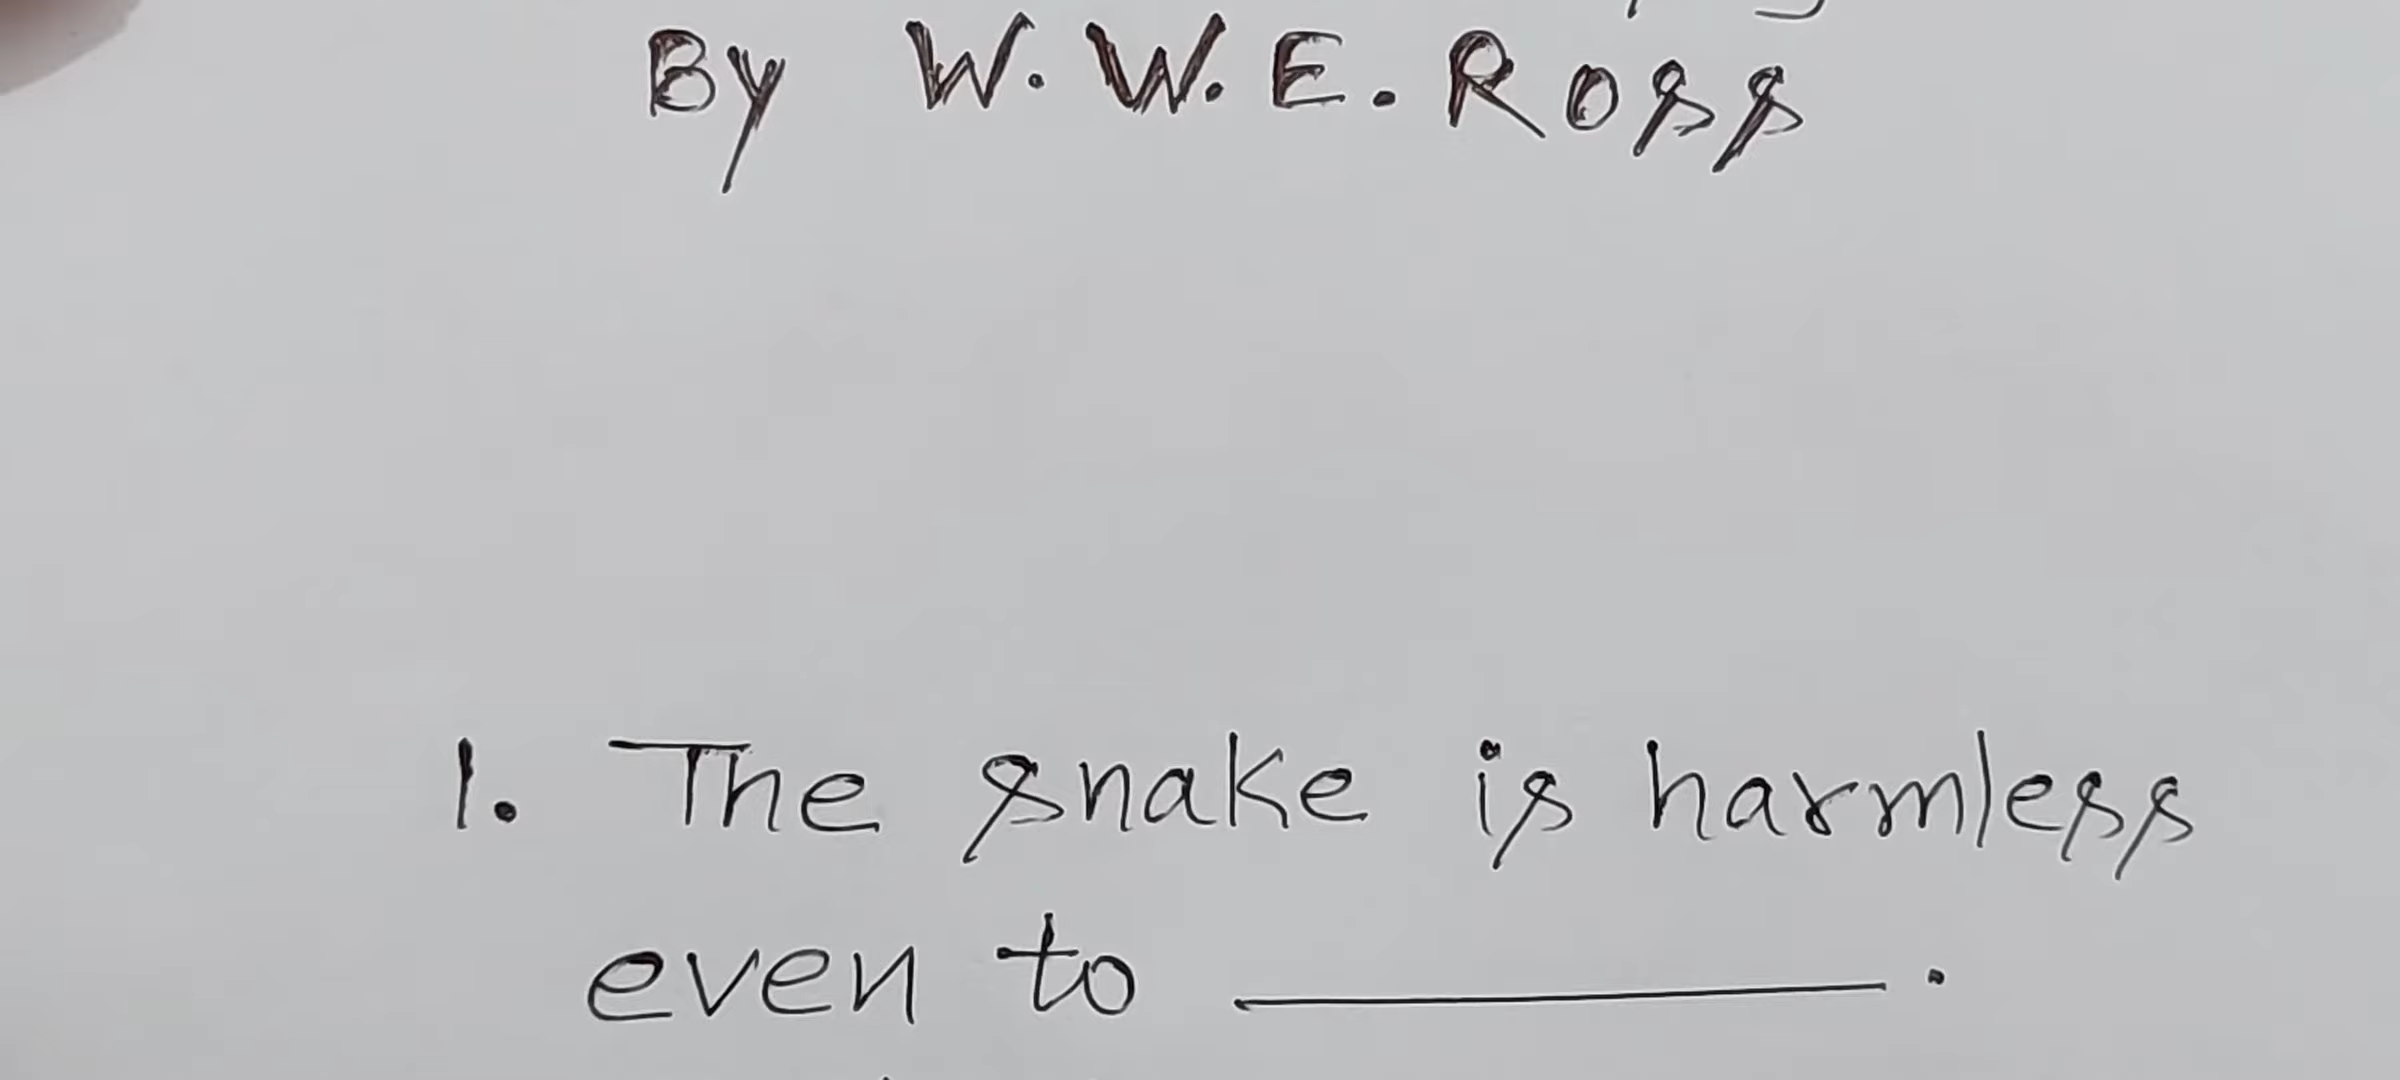 By W. W. E. Ross
1. The snake is harmless
even to ________.